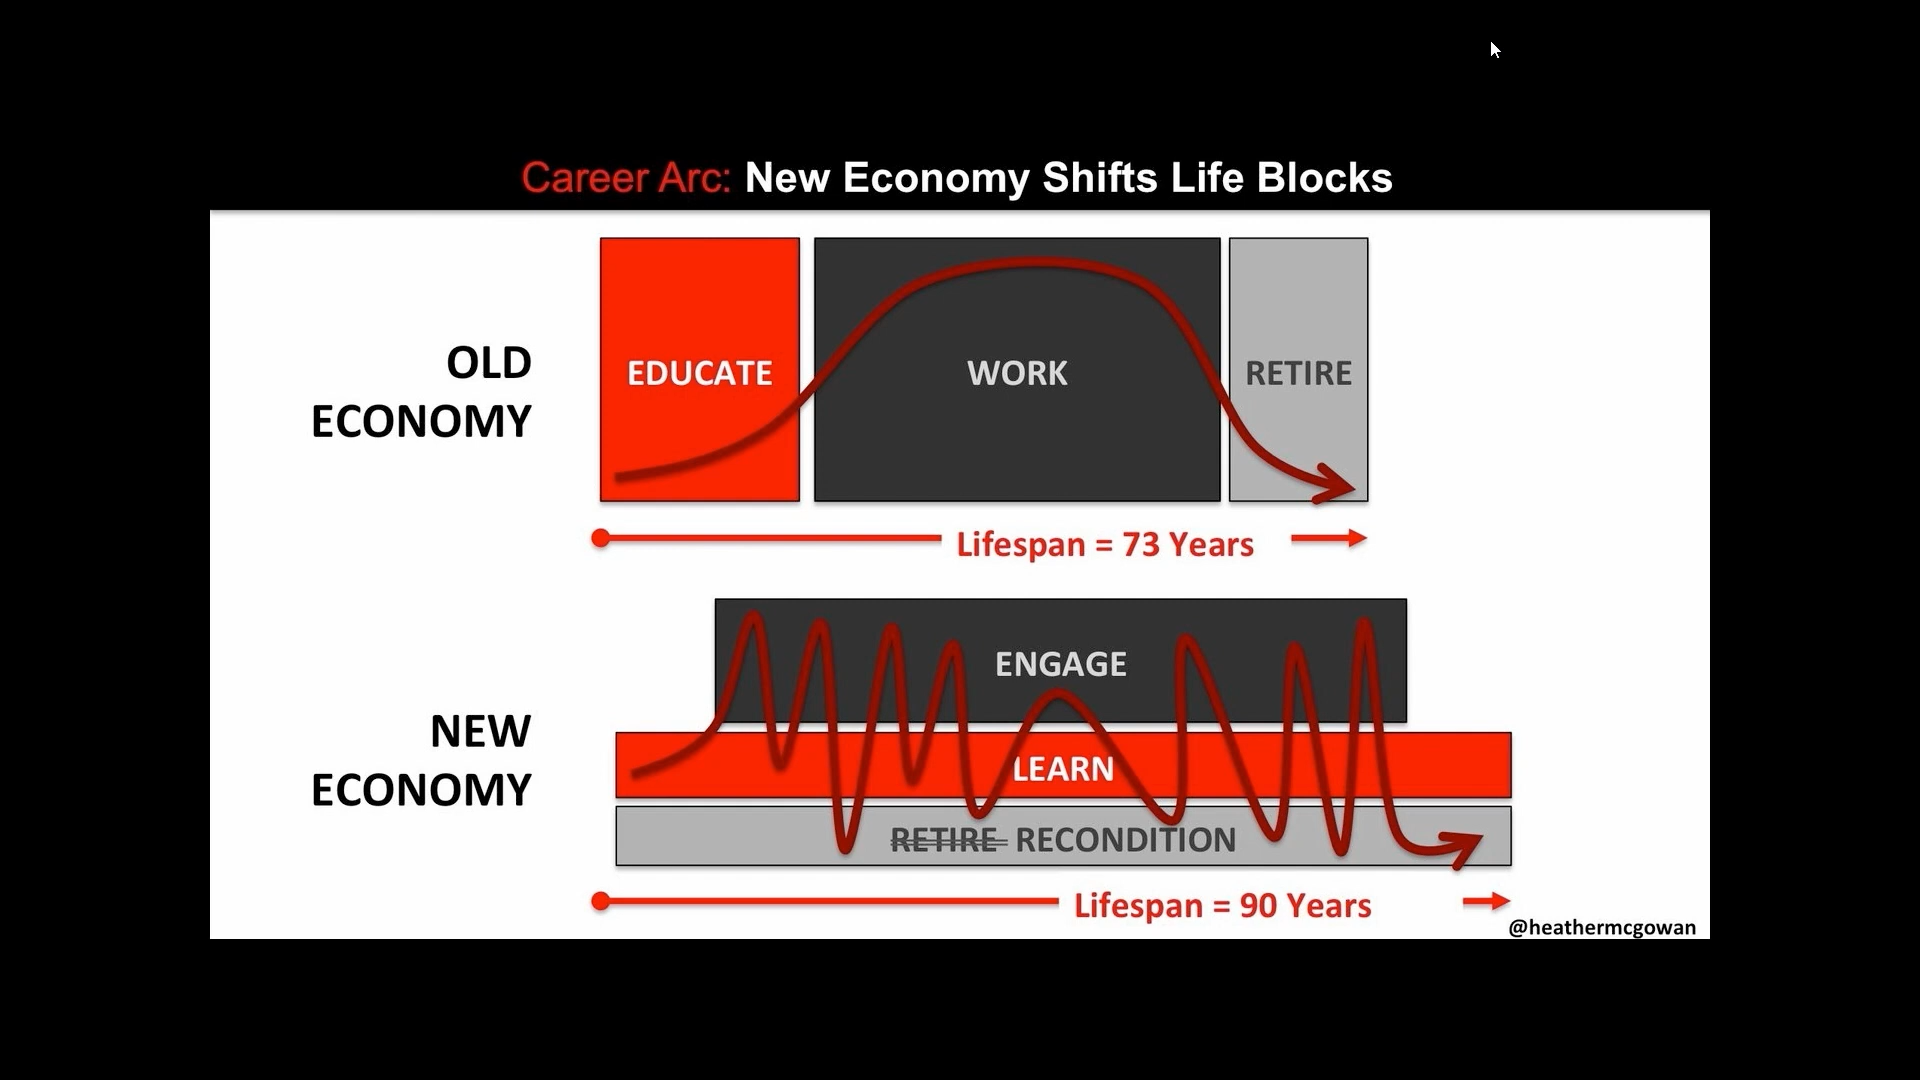 Career Arc: New Economy Shifts Life Blocks
OLD
ECONOMY
EDUCATE
WORK
RETIRE
Lifespan = 73 Years
NEW
ECONOMY
ENGAGE
LEARN
RETIRE RECONDITION
Lifespan = 90 Years
@heathermcgowan